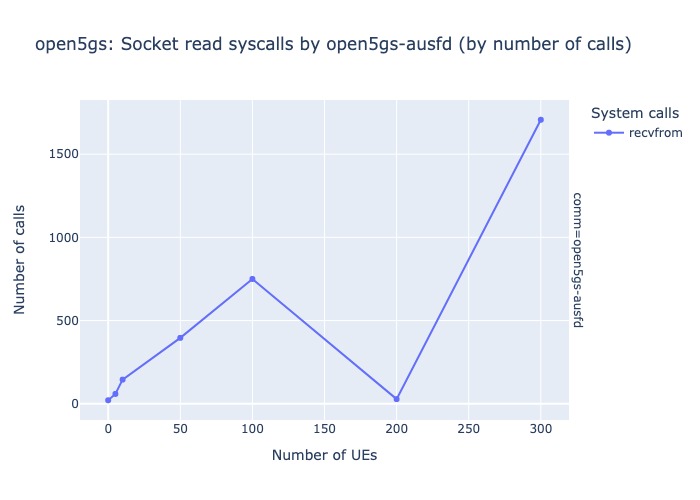 open5gs: Socket read syscalls by open5gs-ausfd (by number of calls)
System calls
recvfrom
1500
1000
500
0
Number of calls
comm=open5gs-ausfd
0 50 100 150 200 250 300
Number of UEs